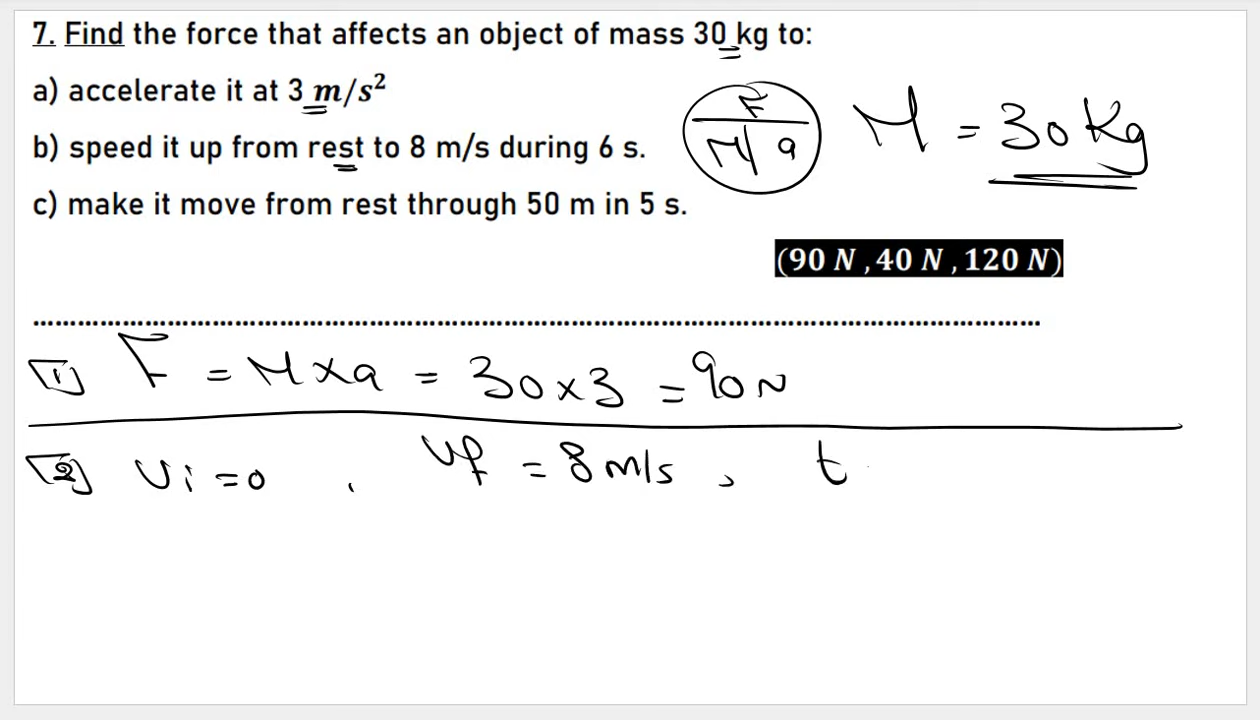 7. Find the force that affects an object of mass 30 kg to:
a) accelerate it at 3 m/s²
b) speed it up from rest to 8 m/s during 6 s.
c) make it move from rest through 50 m in 5 s.
F
M/a
M = 30 Kg
(90 N ,40 N ,120 N)
........................................................................................................................
[1] F = M×a = 30×3 = 90N
[2] Vi=0 , Vf = 8m/s , t